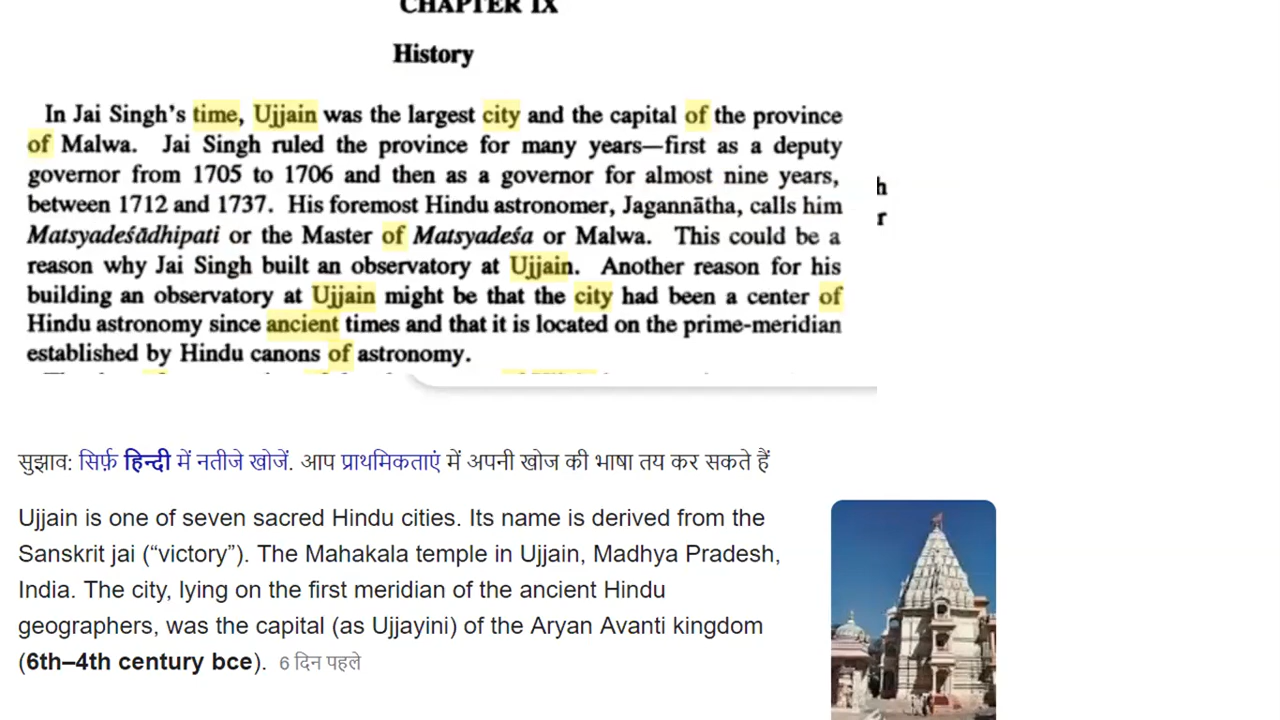 CHAPTER IX
History
In Jai Singh's time, Ujjain was the largest city and the capital of the province
of Malwa. Jai Singh ruled the province for many years—first as a deputy
governor from 1705 to 1706 and then as a governor for almost nine years,
between 1712 and 1737. His foremost Hindu astronomer, Jagannātha, calls him
Matsyadeśādhipati or the Master of Matsyadeśa or Malwa. This could be a
reason why Jai Singh built an observatory at Ujjain. Another reason for his
building an observatory at Ujjain might be that the city had been a center of
Hindu astronomy since ancient times and that it is located on the prime-meridian
established by Hindu canons of astronomy.
h
r
सुझाव: सिर्फ़ हिन्दी में नतीजे खोजें. आप प्राथमिकताएं में अपनी खोज की भाषा तय कर सकते हैं
Ujjain is one of seven sacred Hindu cities. Its name is derived from the
Sanskrit jai (“victory”). The Mahakala temple in Ujjain, Madhya Pradesh,
India. The city, lying on the first meridian of the ancient Hindu
geographers, was the capital (as Ujjayini) of the Aryan Avanti kingdom
(6th–4th century bce). 6 दिन पहले